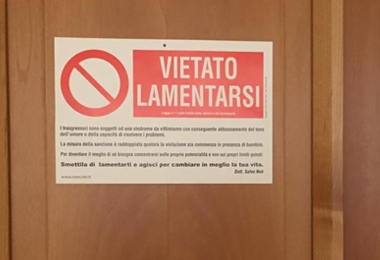 VIETATO
LAMENTARSI
I trasgressori sono soggetti ad una sindrome da vittimismo con conseguente abbassamento del tono
dell'umore e della capacità di risolvere i problemi.
La misura della sanzione è raddoppiata qualora la violazione sia commessa in presenza di bambini.
Per diventare il meglio di sé bisogna concentrarsi sulle proprie potenzialità e non sui propri limiti quindi:
Smettila di lamentarti e agisci per cambiare in meglio la tua vita.
Dott. Salvo Noè